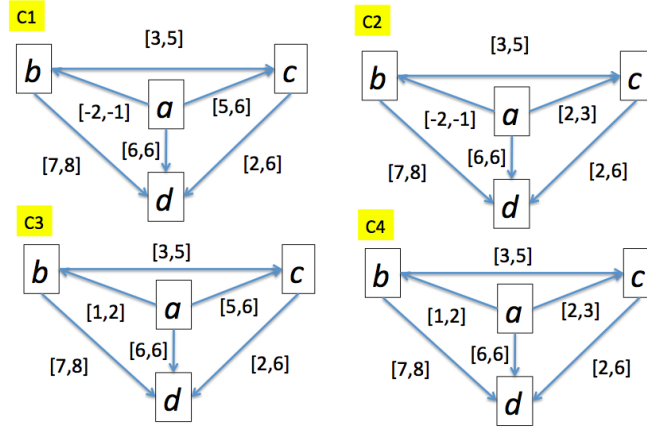 C1
[3,5]
b
c
a
[-2,-1]
[5,6]
[6,6]
[7,8]
[2,6]
d
C2
[3,5]
b
c
a
[-2,-1]
[2,3]
[6,6]
[7,8]
[2,6]
d
C3
[3,5]
b
c
a
[1,2]
[5,6]
[6,6]
[7,8]
[2,6]
d
C4
[3,5]
b
c
a
[1,2]
[2,3]
[6,6]
[7,8]
[2,6]
d